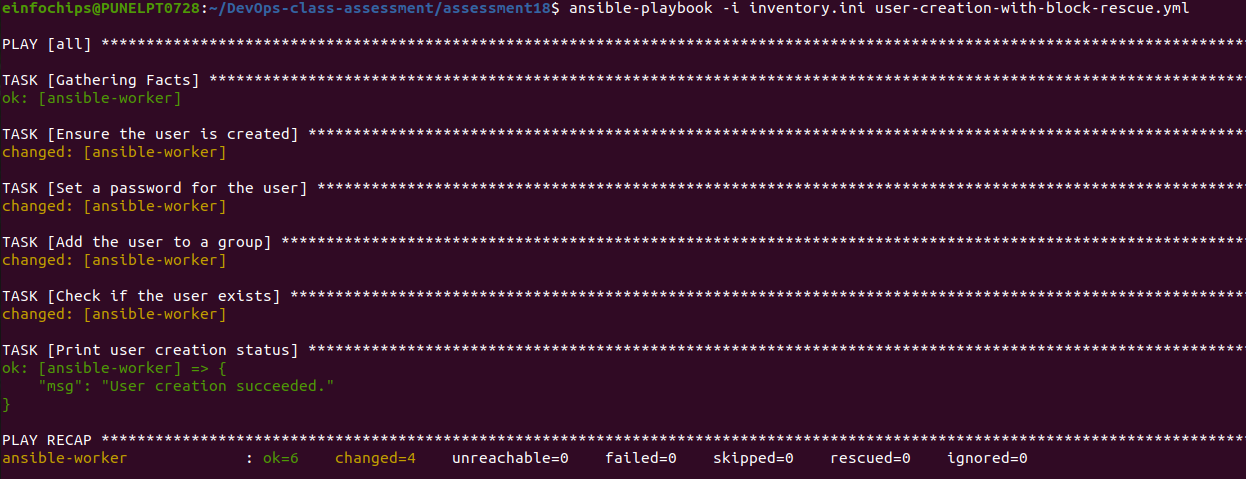 einfochips@PUNELPT0728:~/DevOps-class-assessment/assessment18$ ansible-playbook -i inventory.ini user-creation-with-block-rescue.yml
PLAY [all] *********************************************************************************************************************************
TASK [Gathering Facts] *********************************************************************************************************************
ok: [ansible-worker]
TASK [Ensure the user is created] **********************************************************************************************************
changed: [ansible-worker]
TASK [Set a password for the user] *********************************************************************************************************
changed: [ansible-worker]
TASK [Add the user to a group] *************************************************************************************************************
changed: [ansible-worker]
TASK [Check if the user exists] ************************************************************************************************************
changed: [ansible-worker]
TASK [Print user creation status] **********************************************************************************************************
ok: [ansible-worker] => {
    "msg": "User creation succeeded."
}
PLAY RECAP *********************************************************************************************************************************
ansible-worker             : ok=6    changed=4    unreachable=0    failed=0    skipped=0    rescued=0    ignored=0